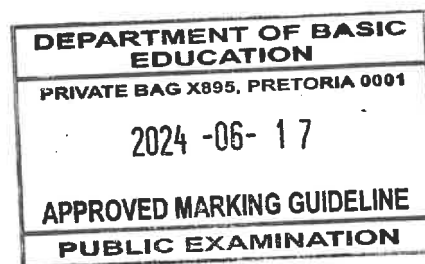 DEPARTMENT OF BASIC
EDUCATION
PRIVATE BAG X895, PRETORIA 0001
2024 -06- 17
APPROVED MARKING GUIDELINE
PUBLIC EXAMINATION